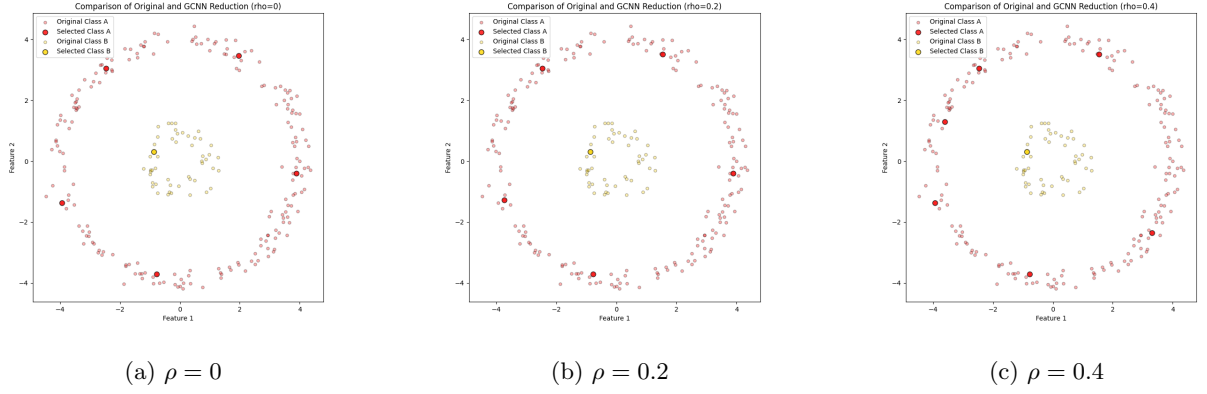 Comparison of Original and GCNN Reduction (rho=0)
Original Class A
Selected Class A
Original Class B
Selected Class B
Feature 2
4
2
0
−2
−4
−4
−2
0
2
4
Feature 1
(a) ρ = 0
Comparison of Original and GCNN Reduction (rho=0.2)
Original Class A
Selected Class A
Original Class B
Selected Class B
Feature 2
4
2
0
−2
−4
−4
−2
0
2
4
Feature 1
(b) ρ = 0.2
Comparison of Original and GCNN Reduction (rho=0.4)
Original Class A
Selected Class A
Original Class B
Selected Class B
Feature 2
4
2
0
−2
−4
−4
−2
0
2
4
Feature 1
(c) ρ = 0.4